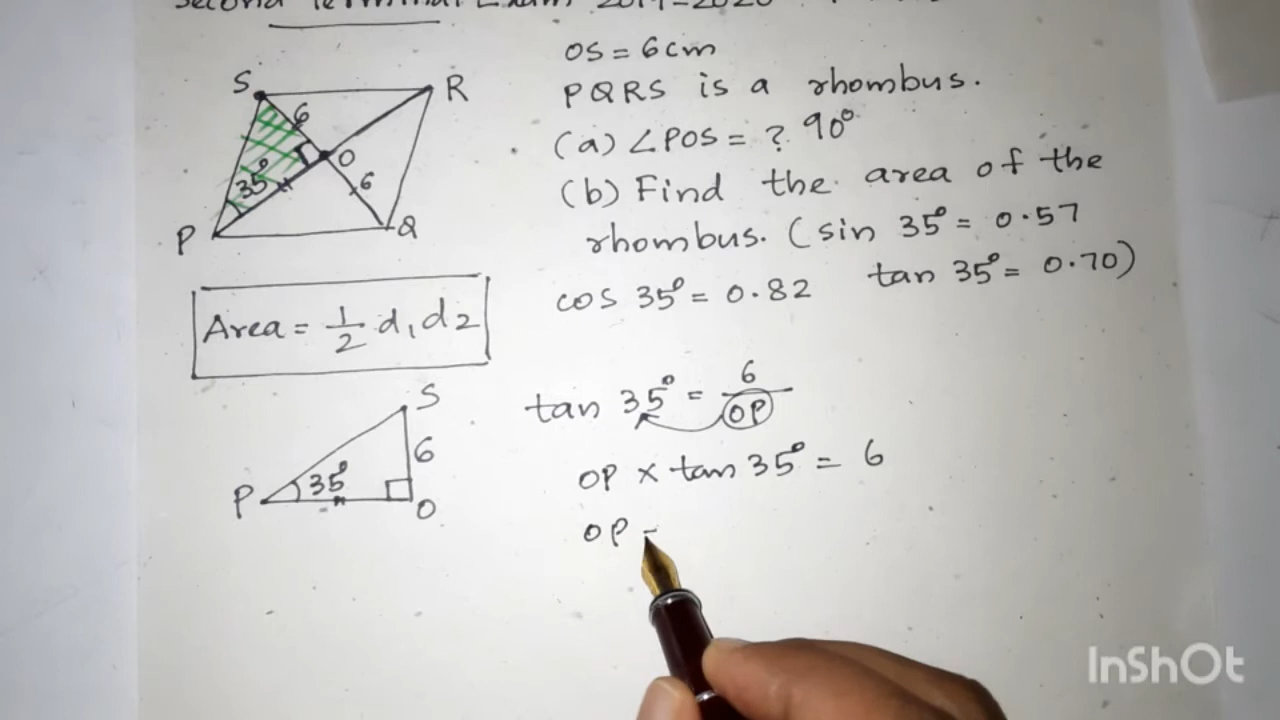 OS = 6cm
PQRS is a rhombus.
(a) ∠POS = ? 90°
(b) Find the area of the
rhombus. (sin 35° = 0.57
cos 35° = 0.82 tan 35° = 0.70)
S
R
6
O
35°
6
P
Q
Area = 1/2 d1 d2
S
6
P
35°
O
tan 35° = 6/OP
OP × tan 35° = 6
OP -
InShOt